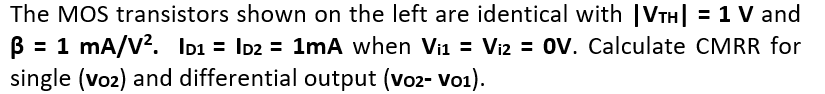 The MOS transistors shown on the left are identical with |VTH| = 1 V and
β = 1 mA/V². ID1 = ID2 = 1mA when Vi1 = Vi2 = 0V. Calculate CMRR for
single (vO2) and differential output (vO2- vO1).